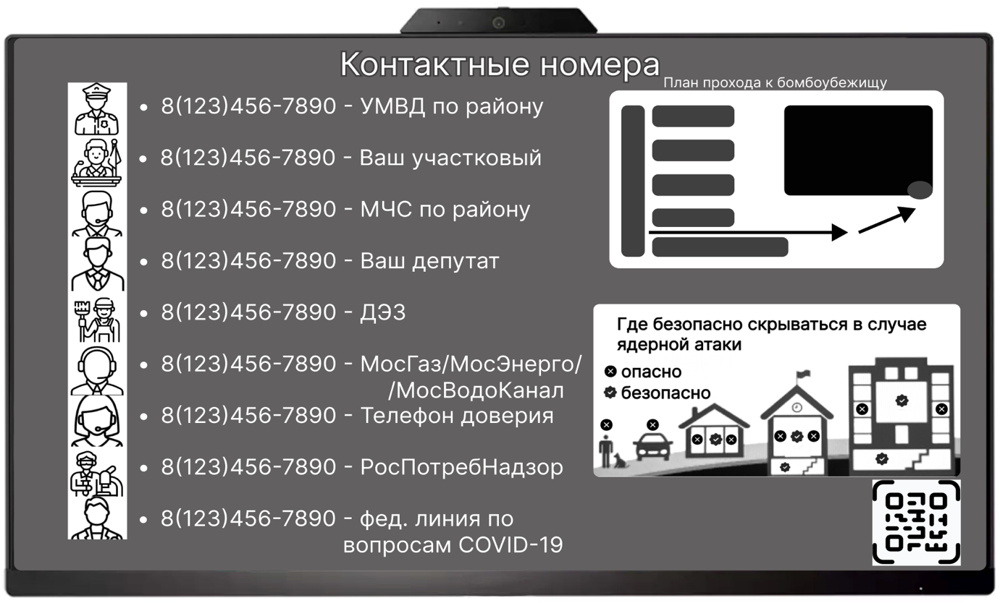 Контактные номера
• 8(123)456-7890 - УМВД по району
• 8(123)456-7890 - Ваш участковый
• 8(123)456-7890 - МЧС по району
• 8(123)456-7890 - Ваш депутат
• 8(123)456-7890 - ДЭЗ
• 8(123)456-7890 - МосГаз/МосЭнерго/
/МосВодоКанал
• 8(123)456-7890 - Телефон доверия
• 8(123)456-7890 - РосПотребНадзор
• 8(123)456-7890 - фед. линия по
вопросам COVID-19
План прохода к бомбоубежищу
Где безопасно скрываться в случае
ядерной атаки
опасно
безопасно